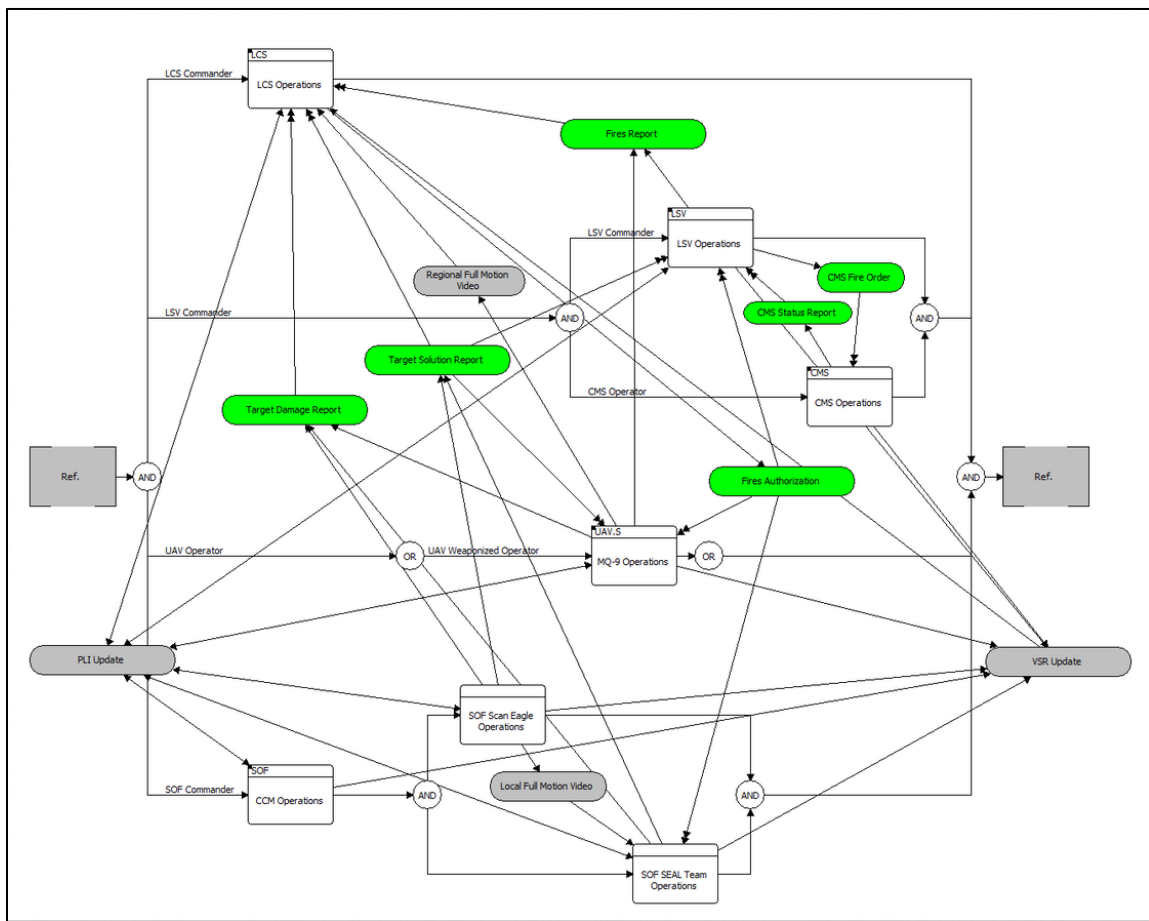 LCS
LCS Commander
LCS Operations
Fires Report
LSV
LSV Commander
LSV Operations
Regional Full Motion
Video
CMS Fire Order
LSV Commander
AND
CMS Status Report
AND
Target Solution Report
CMS
CMS Operator
CMS Operations
Target Damage Report
Ref.
AND
Fires Authorization
AND
Ref.
UAV.S
UAV Operator
OR
UAV Weaponized Operator
MQ-9 Operations
OR
PLI Update
VSR Update
SOF Scan Eagle
Operations
SOF
SOF Commander
CCM Operations
AND
Local Full Motion Video
AND
SOF SEAL Team
Operations